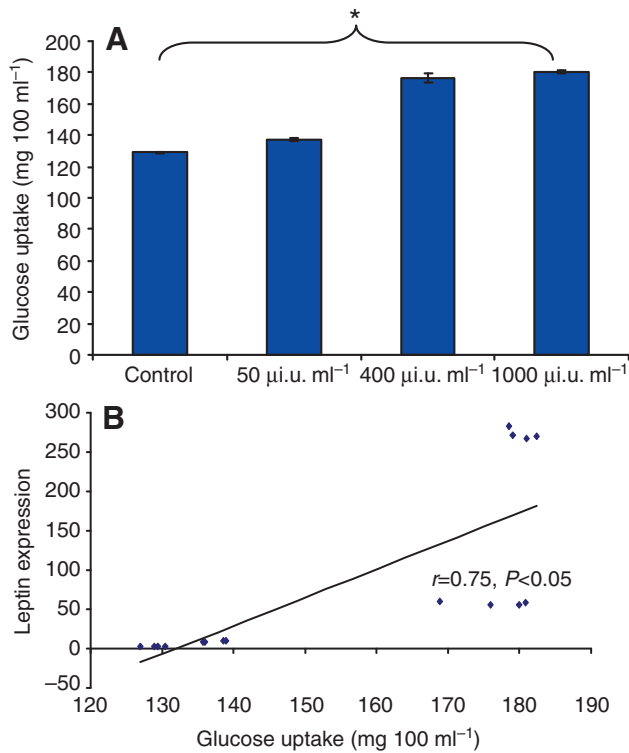 A
*
Glucose uptake (mg 100 ml⁻¹)
200
180
160
140
120
100
80
60
40
20
0
Control 50 µi.u. ml⁻¹ 400 µi.u. ml⁻¹ 1000 µi.u. ml⁻¹
B
Leptin expression
300
250
200
150
100
50
0
–50
r=0.75, P<0.05
120 130 140 150 160 170 180 190
Glucose uptake (mg 100 ml⁻¹)